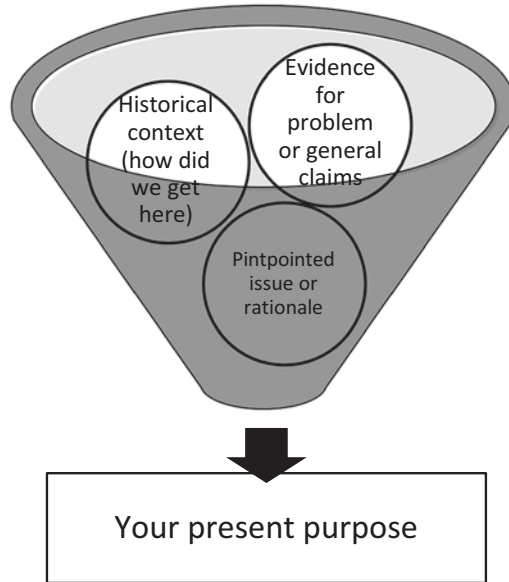 Historical
context
(how did
we get
here)
Evidence
for
problem
or general
claims
Pintpointed
issue or
rationale
Your present purpose